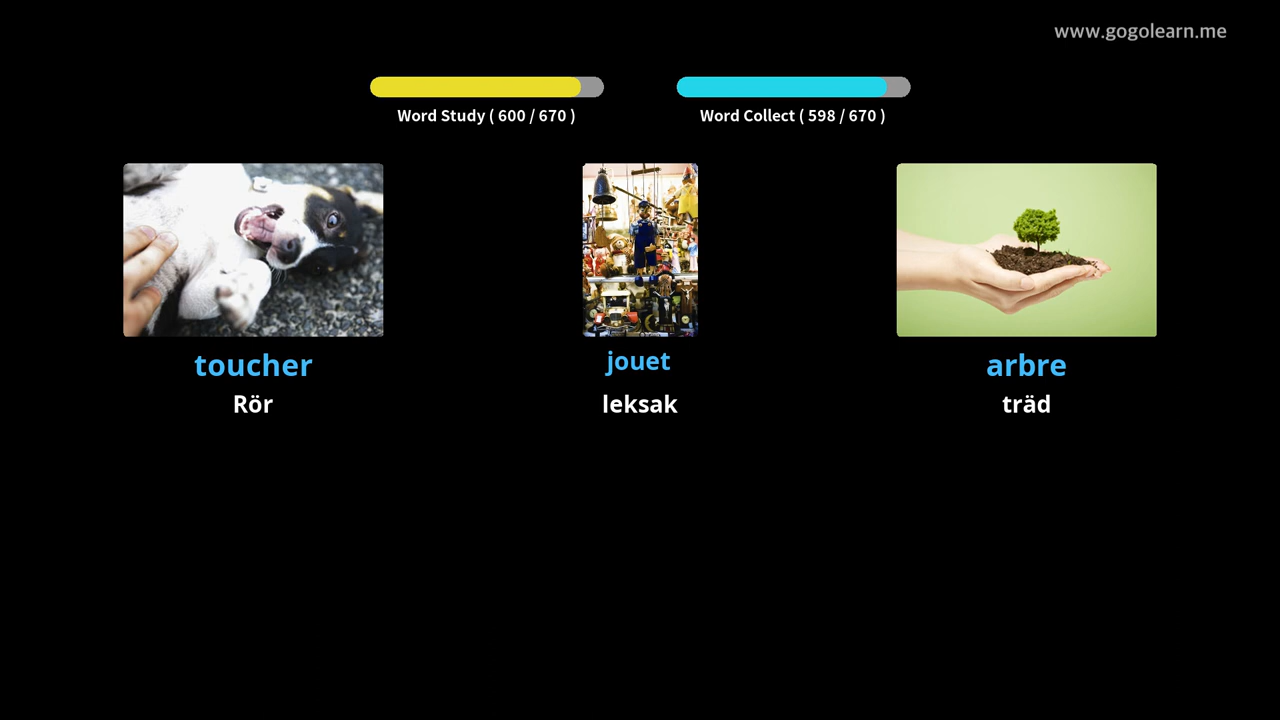 www.gogolearn.me
Word Study ( 600 / 670 )
Word Collect ( 598 / 670 )
toucher
Rör
jouet
leksak
arbre
träd